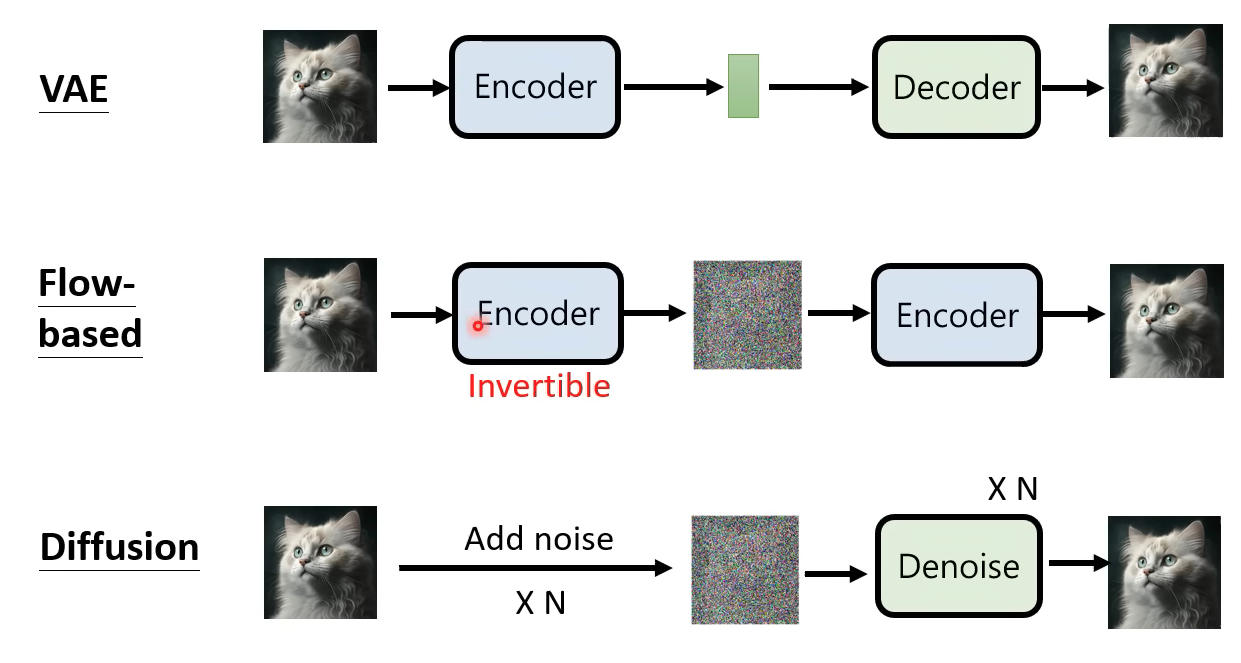 VAE
Encoder
Decoder
Flow-
based
Encoder
Encoder
Invertible
X N
Diffusion
Add noise
Denoise
X N